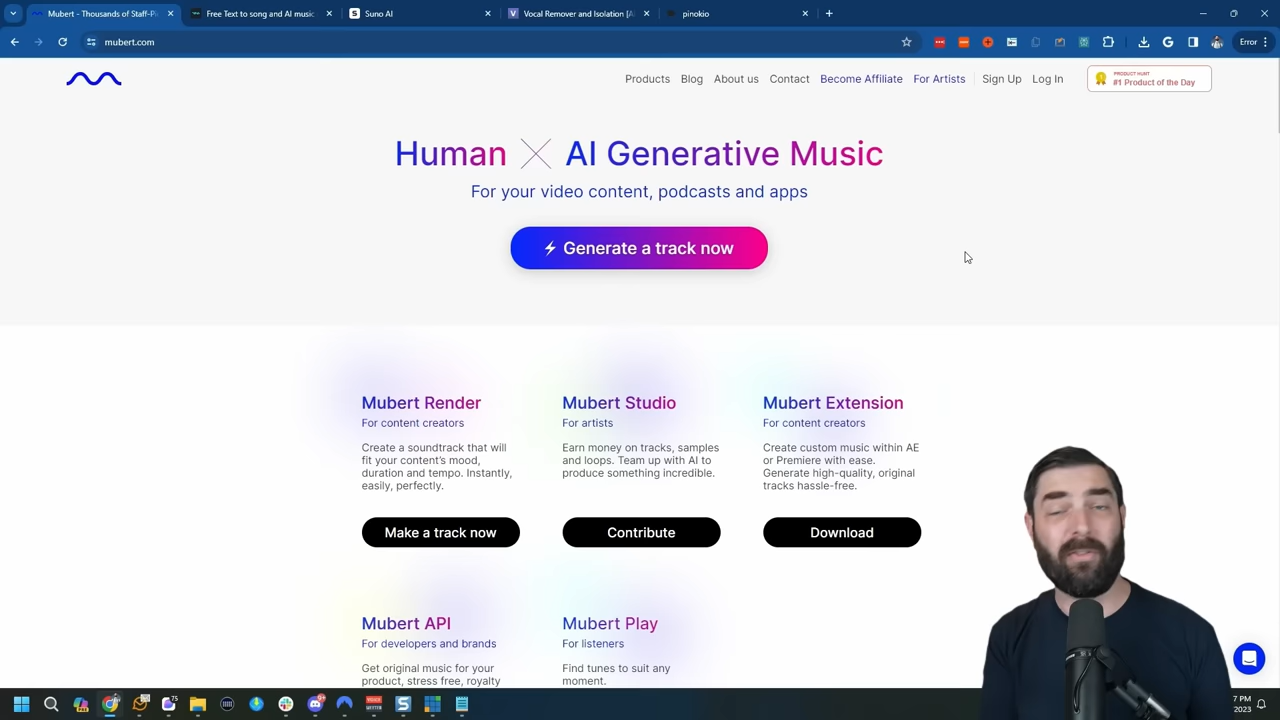 Mubert - Thousands of Staff-Pi
Free Text to song and AI music
Suno AI
Vocal Remover and Isolation [AI
pinokio
mubert.com
Error
Products
Blog
About us
Contact
Become Affiliate
For Artists
Sign Up
Log In
PRODUCT HUNT
#1 Product of the Day
Human X AI Generative Music
For your video content, podcasts and apps
Generate a track now
Mubert Render
For content creators
Create a soundtrack that will
fit your content's mood,
duration and tempo. Instantly,
easily, perfectly.
Make a track now
Mubert Studio
For artists
Earn money on tracks, samples
and loops. Team up with AI to
produce something incredible.
Contribute
Mubert Extension
For content creators
Create custom music within AE
or Premiere with ease.
Generate high-quality, original
tracks hassle-free.
Download
Mubert API
For developers and brands
Get original music for your
product, stress free, royalty
Mubert Play
For listeners
Find tunes to suit any
moment.
75
7 PM
2023